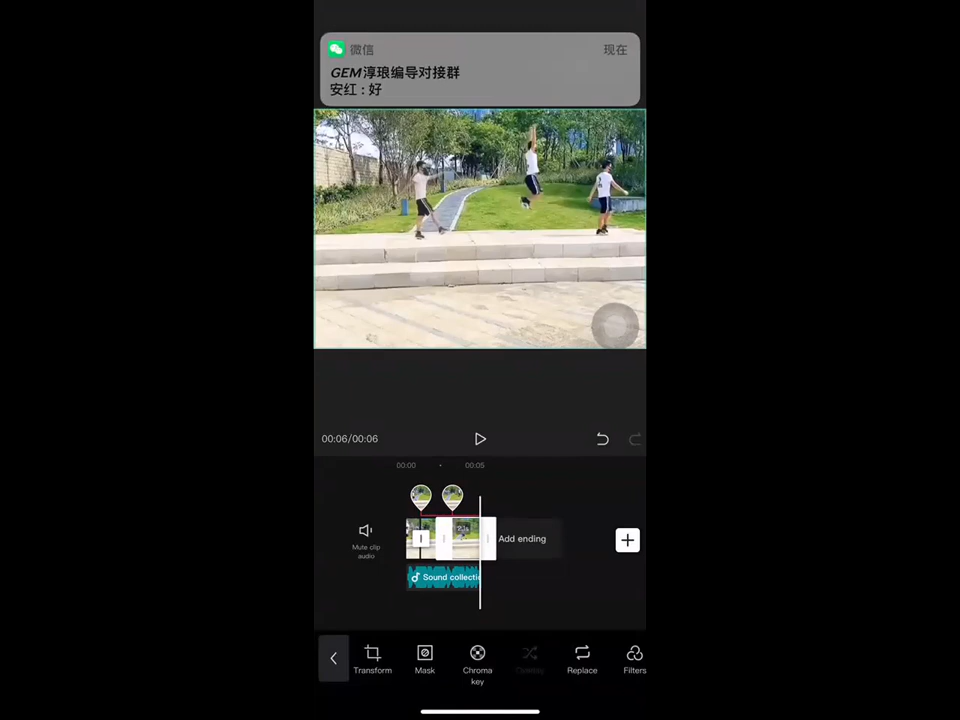 微信
现在
GEM淳琅编导对接群
安红 : 好
00:06/00:06
00:00
00:05
Mute clip
audio
Add ending
Sound collectio
Transform
Mask
Chroma
key
Replace
Filters